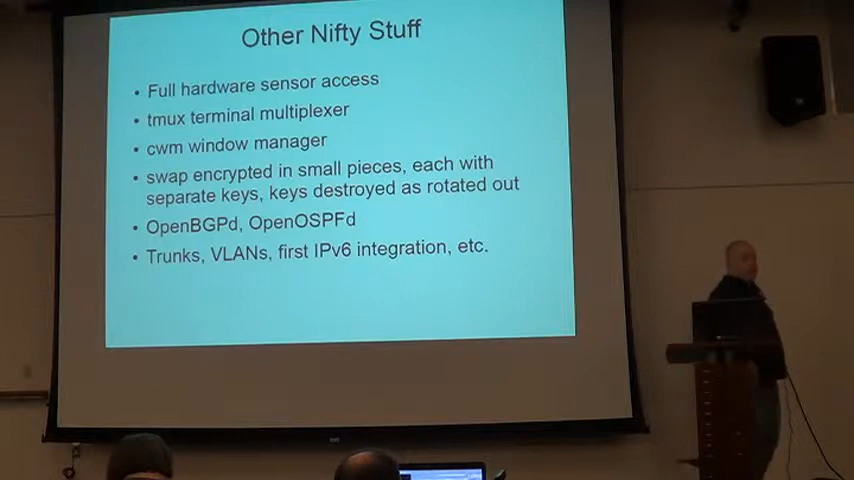 Other Nifty Stuff
• Full hardware sensor access
• tmux terminal multiplexer
• cwm window manager
• swap encrypted in small pieces, each with
separate keys, keys destroyed as rotated out
• OpenBGPd, OpenOSPFd
• Trunks, VLANs, first IPv6 integration, etc.